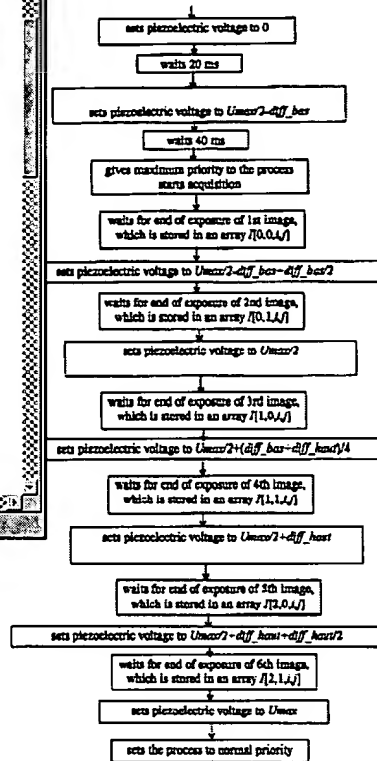 sets piezoelectric voltage to 0
waits 20 ms
sets piezoelectric voltage to Umax/2-diff_bas
waits 40 ms
gives maximum priority to the process
starts acquisition
waits for end of exposure of 1st image,
which is stored in an array I[0,0,i,j]
sets piezoelectric voltage to Umax/2-diff_bas+diff_bas/2
waits for end of exposure of 2nd image,
which is stored in an array I[0,1,i,j]
sets piezoelectric voltage to Umax/2
waits for end of exposure of 3rd image,
which is stored in an array I[1,0,i,j]
sets piezoelectric voltage to Umax/2+(diff_bas+diff_haut)/4
waits for end of exposure of 4th image,
which is stored in an array I[1,1,i,j]
sets piezoelectric voltage to Umax/2+diff_haut
waits for end of exposure of 5th image,
which is stored in an array I[2,0,i,j]
sets piezoelectric voltage to Umax/2+diff_haut+diff_haut/2
waits for end of exposure of 6th image,
which is stored in an array I[2,1,i,j]
sets piezoelectric voltage to Umax
sets the process to normal priority